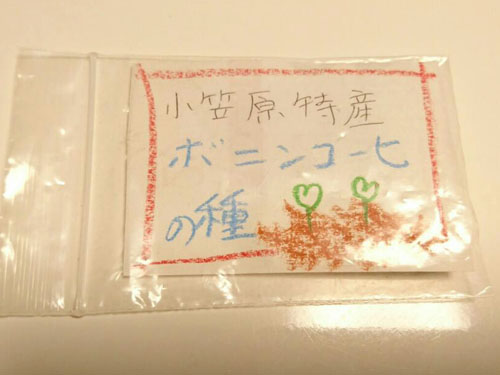 小笠原特産
ボニンコーヒ
の種